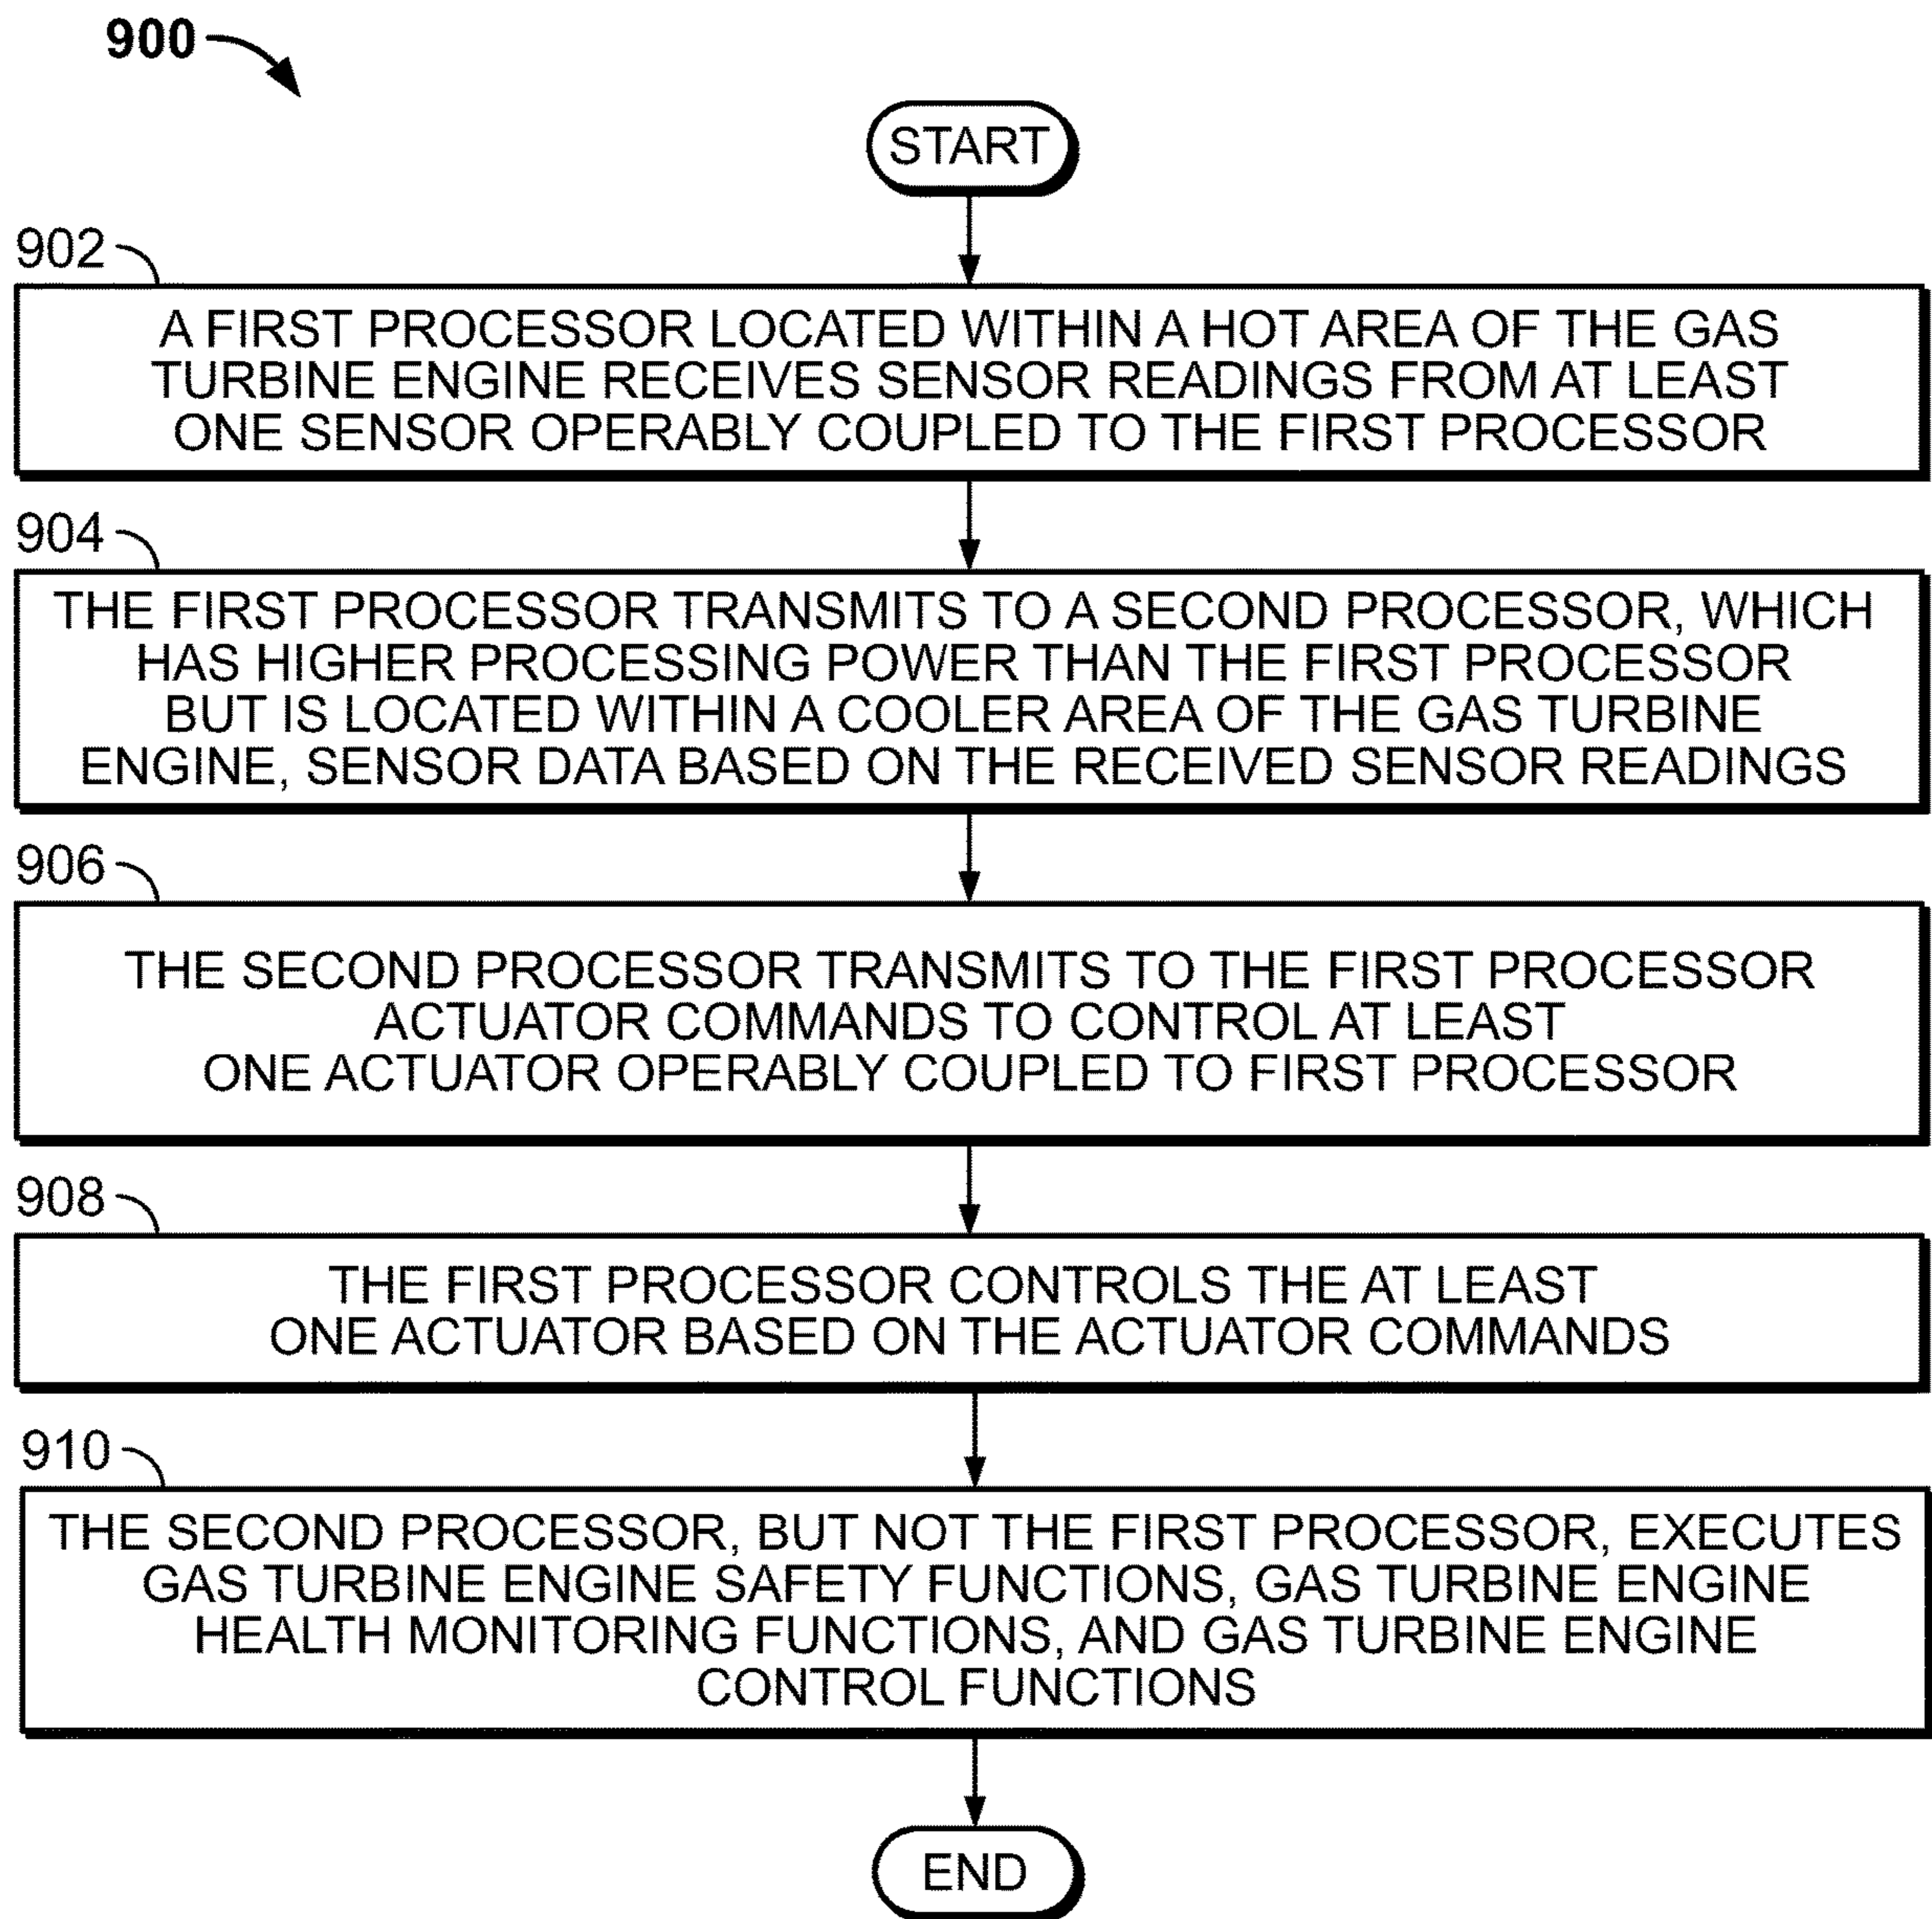 900
START
902
A FIRST PROCESSOR LOCATED WITHIN A HOT AREA OF THE GAS
TURBINE ENGINE RECEIVES SENSOR READINGS FROM AT LEAST
ONE SENSOR OPERABLY COUPLED TO THE FIRST PROCESSOR
904
THE FIRST PROCESSOR TRANSMITS TO A SECOND PROCESSOR, WHICH
HAS HIGHER PROCESSING POWER THAN THE FIRST PROCESSOR
BUT IS LOCATED WITHIN A COOLER AREA OF THE GAS TURBINE
ENGINE, SENSOR DATA BASED ON THE RECEIVED SENSOR READINGS
906
THE SECOND PROCESSOR TRANSMITS TO THE FIRST PROCESSOR
ACTUATOR COMMANDS TO CONTROL AT LEAST
ONE ACTUATOR OPERABLY COUPLED TO FIRST PROCESSOR
908
THE FIRST PROCESSOR CONTROLS THE AT LEAST
ONE ACTUATOR BASED ON THE ACTUATOR COMMANDS
910
THE SECOND PROCESSOR, BUT NOT THE FIRST PROCESSOR, EXECUTES
GAS TURBINE ENGINE SAFETY FUNCTIONS, GAS TURBINE ENGINE
HEALTH MONITORING FUNCTIONS, AND GAS TURBINE ENGINE
CONTROL FUNCTIONS
END